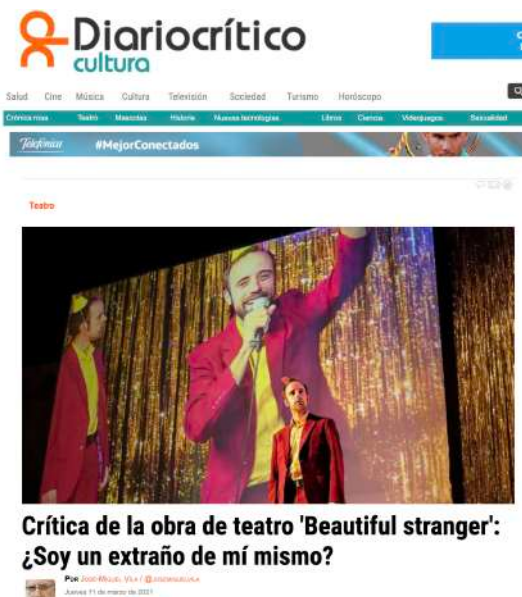 Diariocrítico
cultura
Salud Cine Música Cultura Televisión Sociedad Turismo Horóscopo
Crónica rosa Teatro Mascotas Historia Nuevas tecnologías Libros Ciencia Videojuegos Sexualidad
Telefónica #MejorConectados
Teatro
Crítica de la obra de teatro 'Beautiful stranger':
¿Soy un extraño de mí mismo?
Por José-Miguel Vila / @josemiguelvila
Jueves 11 de marzo de 2021